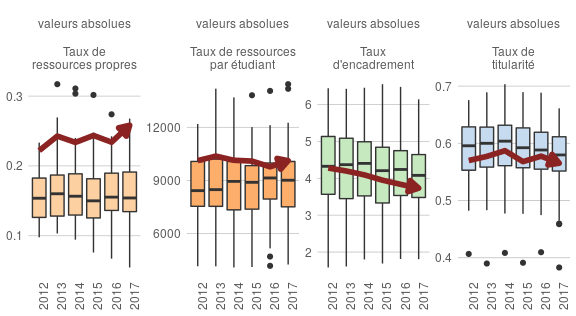 valeurs absolues valeurs absolues valeurs absolues valeurs absolues
Taux de Taux de ressources Taux Taux de
ressources propres par étudiant d'encadrement titularité
0.3
0.2
0.1
2012 2013 2014 2015 2016 2017
12000
9000
6000
2012 2013 2014 2015 2016 2017
6
5
4
3
2
2012 2013 2014 2015 2016 2017
0.7
0.6
0.5
0.4
2012 2013 2014 2015 2016 2017